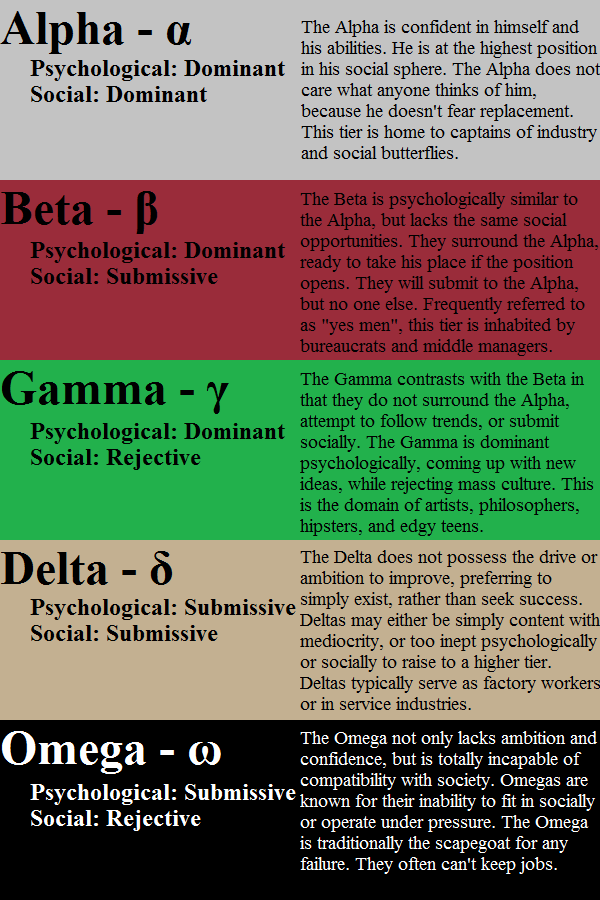 Alpha - α
Psychological: Dominant
Social: Dominant
The Alpha is confident in himself and
his abilities. He is at the highest position
in his social sphere. The Alpha does not
care what anyone thinks of him,
because he doesn't fear replacement.
This tier is home to captains of industry
and social butterflies.
Beta - β
Psychological: Dominant
Social: Submissive
The Beta is psychologically similar to
the Alpha, but lacks the same social
opportunities. They surround the Alpha,
ready to take his place if the position
opens. They will submit to the Alpha,
but no one else. Frequently referred to
as "yes men", this tier is inhabited by
bureaucrats and middle managers.
Gamma - γ
Psychological: Dominant
Social: Rejective
The Gamma contrasts with the Beta in
that they do not surround the Alpha,
attempt to follow trends, or submit
socially. The Gamma is dominant
psychologically, coming up with new
ideas, while rejecting mass culture. This
is the domain of artists, philosophers,
hipsters, and edgy teens.
Delta - δ
Psychological: Submissive
Social: Submissive
The Delta does not possess the drive or
ambition to improve, preferring to
simply exist, rather than seek success.
Deltas may either be simply content with
mediocrity, or too inept psychologically
or socially to raise to a higher tier.
Deltas typically serve as factory workers
or in service industries.
Omega - ω
Psychological: Submissive
Social: Rejective
The Omega not only lacks ambition and
confidence, but is totally incapable of
compatibility with society. Omegas are
known for their inability to fit in socially
or operate under pressure. The Omega
is traditionally the scapegoat for any
failure. They often can't keep jobs.